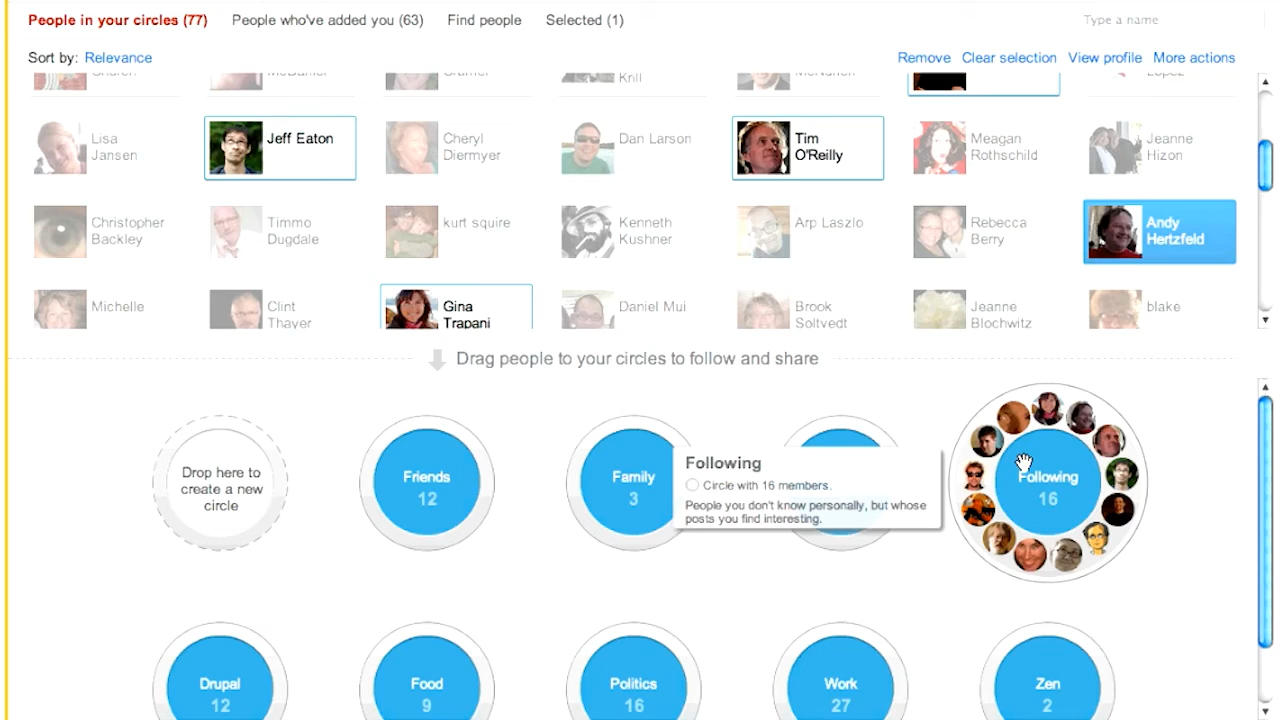 People in your circles (77) People who've added you (63) Find people Selected (1) Type a name
Sort by: Relevance Remove Clear selection View profile More actions
Krill
Lisa Jansen
Jeff Eaton
Cheryl Diermyer
Dan Larson
Tim O'Reilly
Meagan Rothschild
Jeanne Hizon
Christopher Backley
Timmo Dugdale
kurt squire
Kenneth Kushner
Arp Laszlo
Rebecca Berry
Andy Hertzfeld
Michelle
Clint Thayer
Gina Trapani
Daniel Mui
Brook Soltvedt
Jeanne Blochwitz
blake
Drag people to your circles to follow and share
Drop here to
create a new
circle
Friends
12
Family
3
Following
Circle with 16 members.
People you don't know personally, but whose
posts you find interesting.
Following
16
Drupal
12
Food
9
Politics
16
Work
27
Zen
2